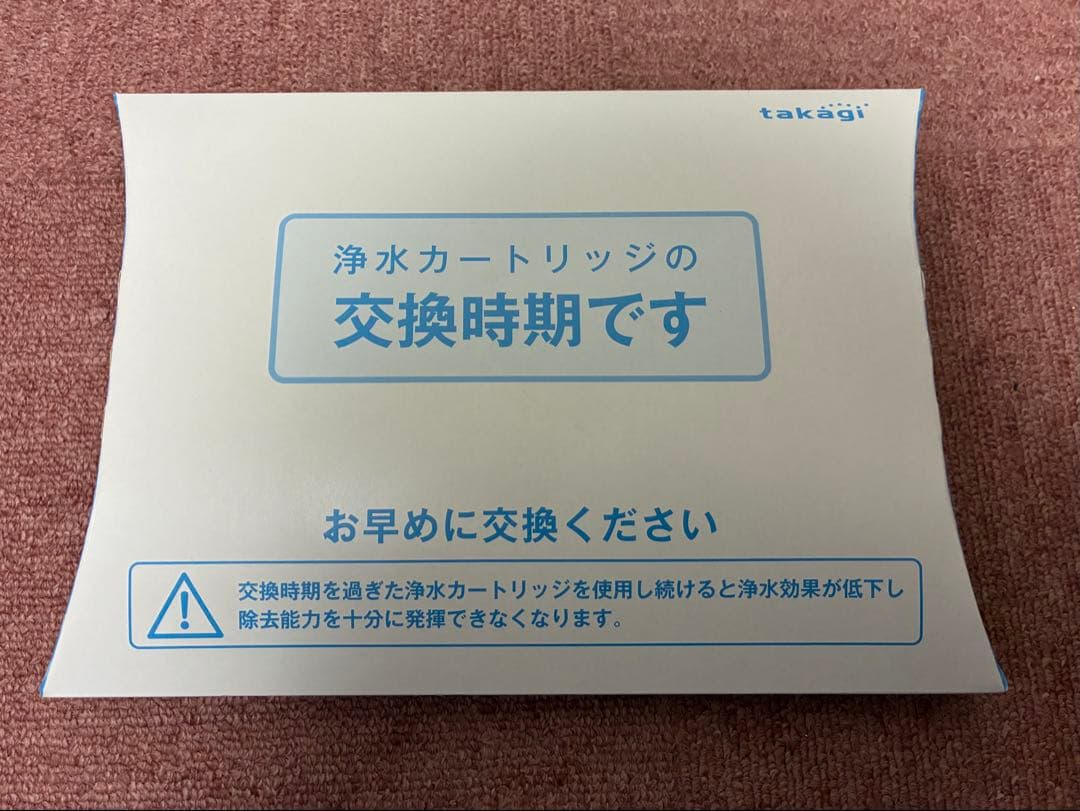 takagi
浄水カートリッジの
交換時期です
お早めに交換ください
交換時期を過ぎた浄水カートリッジを使用し続けると浄水効果が低下し
除去能力を十分に発揮できなくなります。